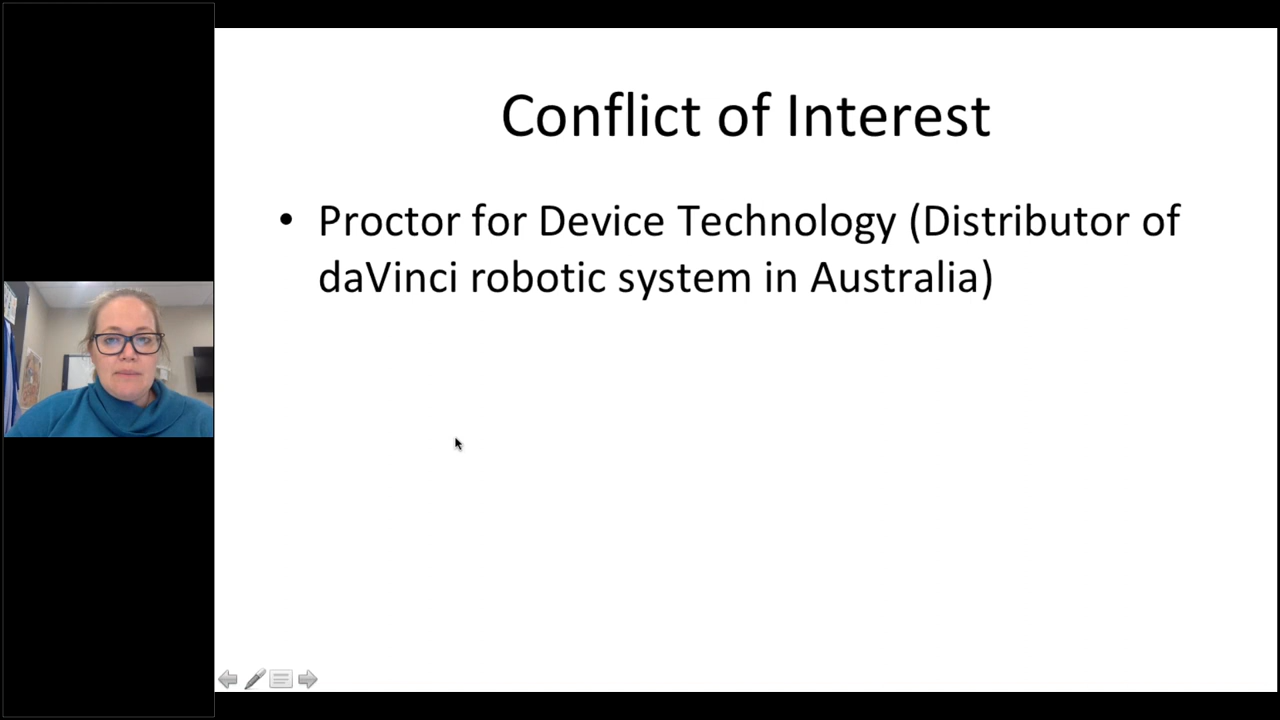 Conflict of Interest
• Proctor for Device Technology (Distributor of
daVinci robotic system in Australia)